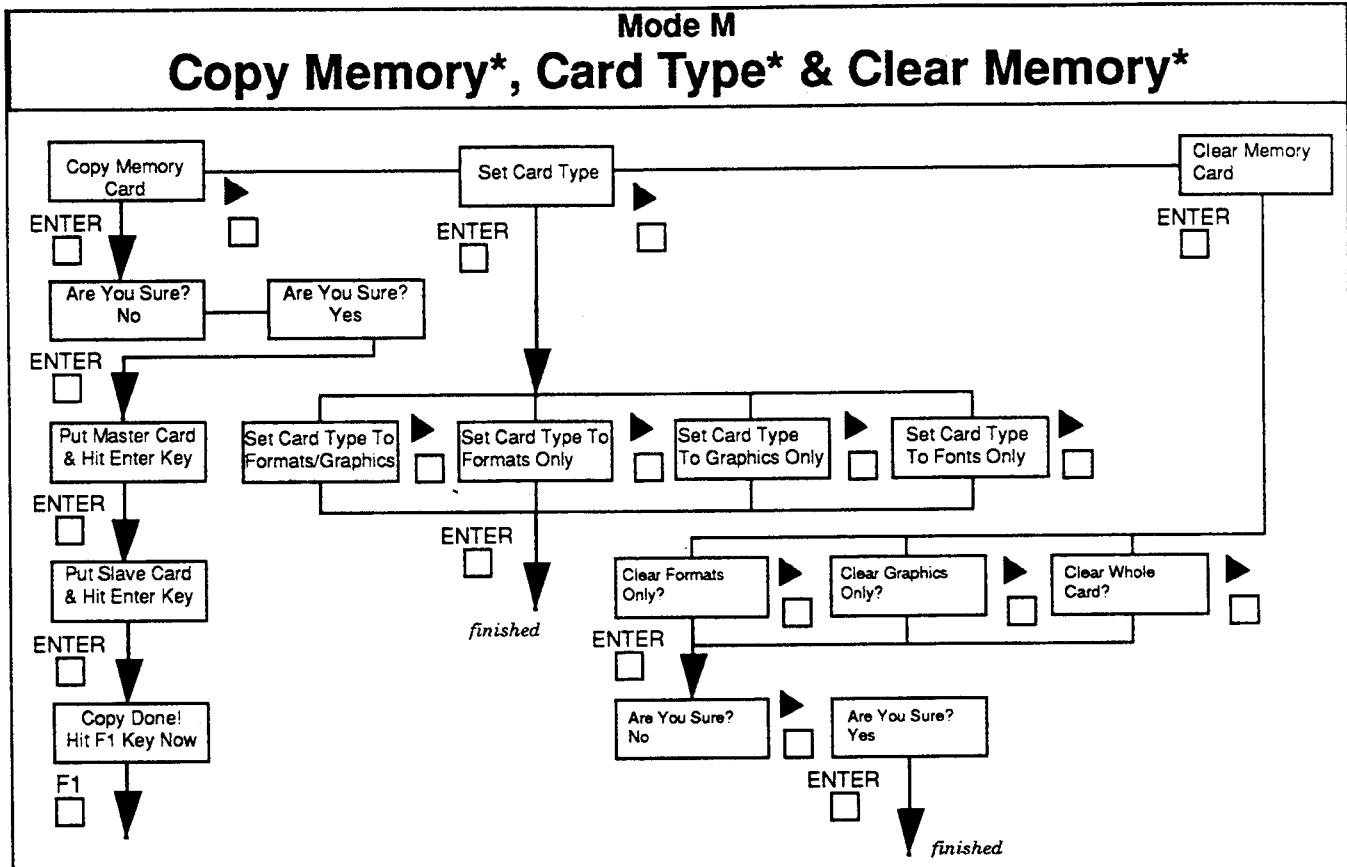 Mode M
Copy Memory*, Card Type* & Clear Memory*
Copy Memory
Card
Set Card Type
Clear Memory
Card
ENTER
ENTER
ENTER
Are You Sure?
No
Are You Sure?
Yes
ENTER
Put Master Card
& Hit Enter Key
Set Card Type To
Formats/Graphics
Set Card Type To
Formats Only
Set Card Type
To Graphics Only
Set Card Type
To Fonts Only
ENTER
ENTER
Put Slave Card
& Hit Enter Key
finished
Clear Formats
Only?
Clear Graphics
Only?
Clear Whole
Card?
ENTER
ENTER
Copy Done!
Hit F1 Key Now
Are You Sure?
No
Are You Sure?
Yes
F1
ENTER
finished